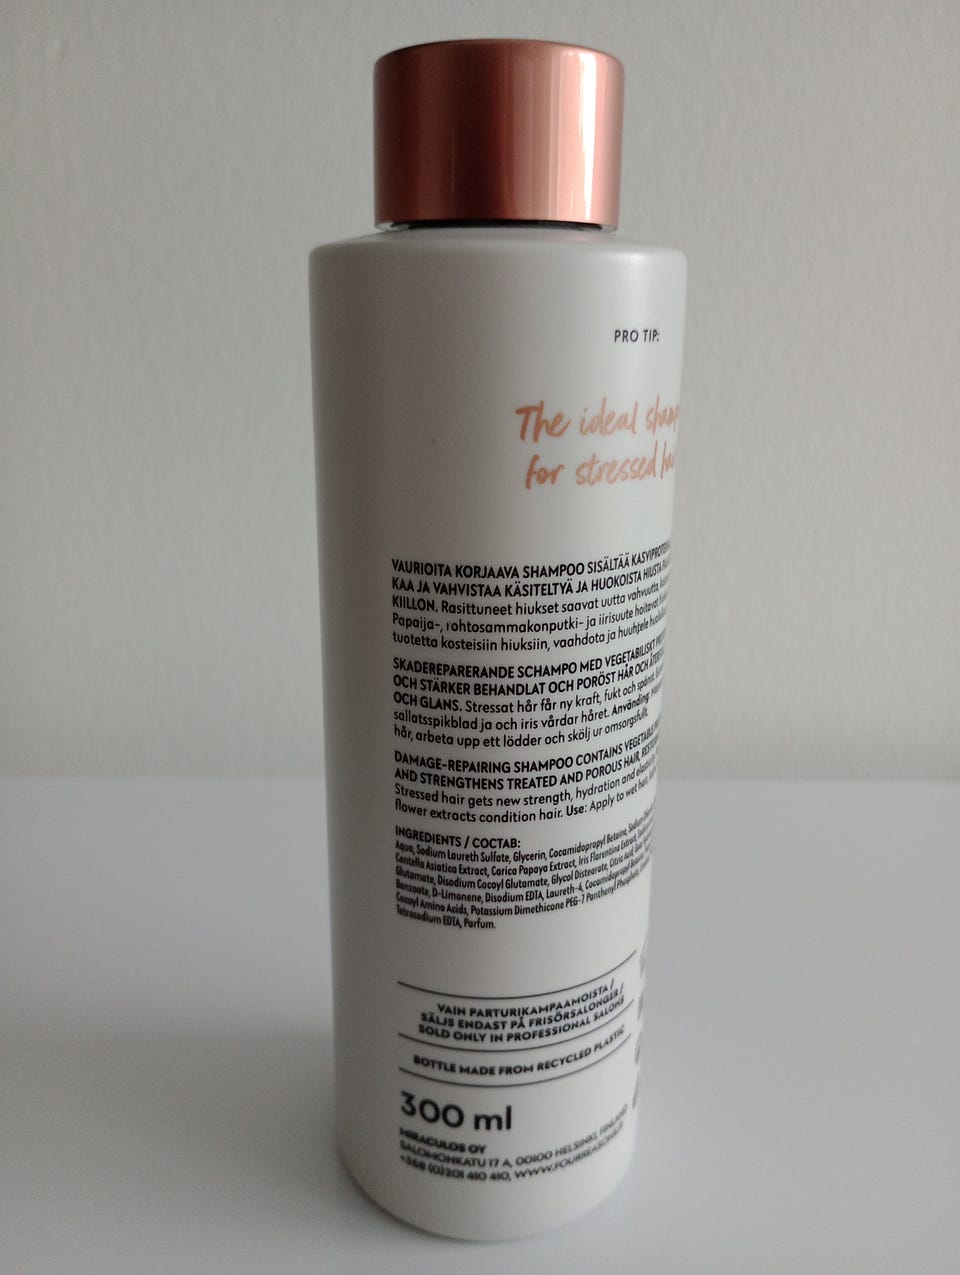 PRO TIP:
The ideal
for stressed
VAURIOITA KORJAAVA SHAMPOO SISÄLTÄÄ
KAA JA VAHVISTAA KÄSITELTYÄ JA HUOKOISTA HIUSTA
KIILLON. Rasittuneet hiukset saavat uutta vahvuutta,
Papaija-, rohtosammakonputki- ja iirisuute hoitavat
tuotetta kosteisiin hiuksiin, vaahdota ja huuhtele
SKADEREPARERANDE SCHAMPO MED VEGETABILISKT
OCH STÄRKER BEHANDLAT OCH PORÖST HÅR OCH
OCH GLANS. Stressat hår får ny kraft, fukt och spänst.
sallatsspikblad ja och iris vårdar håret. Användning:
hår, arbeta upp ett lödder och skölj ur omsorgsfullt.
DAMAGE-REPAIRING SHAMPOO CONTAINS VEGETABLE
AND STRENGTHENS TREATED AND POROUS HAIR,
Stressed hair gets new strength, hydration and
flower extracts condition hair. Use: Apply to wet hair.
INGREDIENTS / СОСТАВ:
Aqua, Sodium Laureth Sulfate, Glycerin, Cocamidopropyl Betaine, Sodium
Centella Asiatica Extract, Carica Papaya Extract, Iris Florentina Extract,
Glutamate, Disodium Cocoyl Glutamate, Glycol Distearate, Citric Acid,
Benzoate, D-Limonene, Disodium EDTA, Laureth-4, Cocamidopropyl
Cocoyl Amino Acids, Potassium Dimethicone PEG-7 Panthenyl Phosphate,
Tetrasodium EDTA, Parfum.
VAIN PARTURIKAMPAAMOISTA /
SÄLJS ENDAST PÅ FRISÖRSALONGER /
SOLD ONLY IN PROFESSIONAL SALONS
BOTTLE MADE FROM RECYCLED PLASTIC
300 ml
MIRACULOS OY
SALOMONKATU 17 A, 00100 HELSINKI, FINLAND
+358 (0)201 410 410, WWW.FOURREASONS.FI